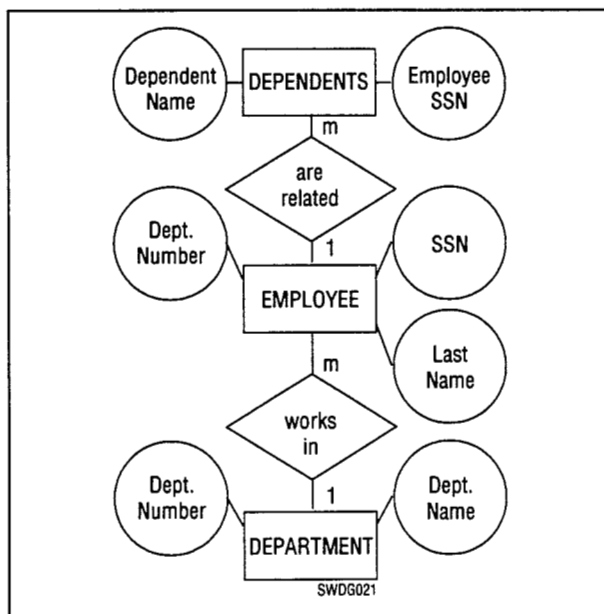 Dependent
Name
DEPENDENTS
Employee
SSN
m
are
related
1
Dept.
Number
EMPLOYEE
SSN
Last
Name
m
works
in
1
Dept.
Number
DEPARTMENT
Dept.
Name
SWDG021